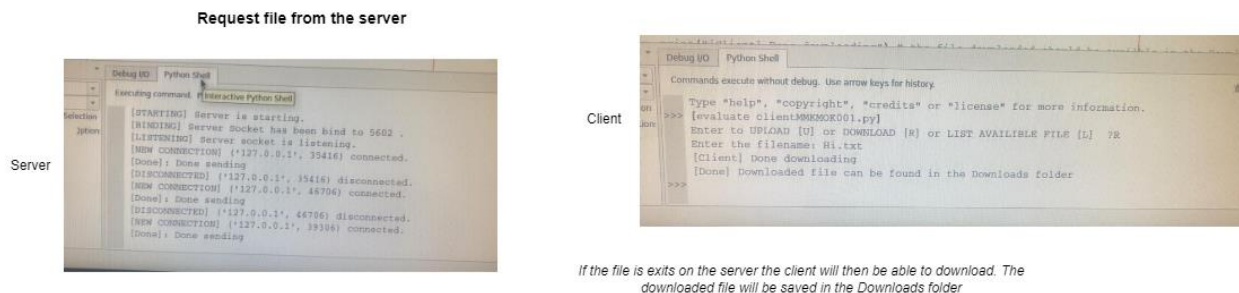 Request file from the server
Server
Debug I/O Python Shell
Executing command.
Interactive Python Shell
Selection
[STARTING] Server is starting.
[BINDING] Server Socket has been bind to 5602 .
[LISTENING] Server socket is listening.
[NEW CONNECTION] ('127.0.0.1', 35416) connected.
[Done]: Done sending
[DISCONNECTED] ('127.0.0.1', 35416) disconnected.
[NEW CONNECTION] ('127.0.0.1', 46706) connected.
[Done]: Done sending
[DISCONNECTED] ('127.0.0.1', 46706) disconnected.
[NEW CONNECTION] ('127.0.0.1', 39306) connected.
[Done]: Done sending
Client
Debug I/O Python Shell
Commands execute without debug. Use arrow keys for history.
Type "help", "copyright", "credits" or "license" for more information.
>>> [evaluate clientMMKMOK001.py]
Enter to UPLOAD [U] or DOWNLOAD [R] or LIST AVAILIBLE FILE [L] ?R
Enter the filename: Hi.txt
[Client] Done downloading
[Done] Downloaded file can be found in the Downloads folder
>>>
If the file is exits on the server the client will then be able to download. The
downloaded file will be saved in the Downloads folder